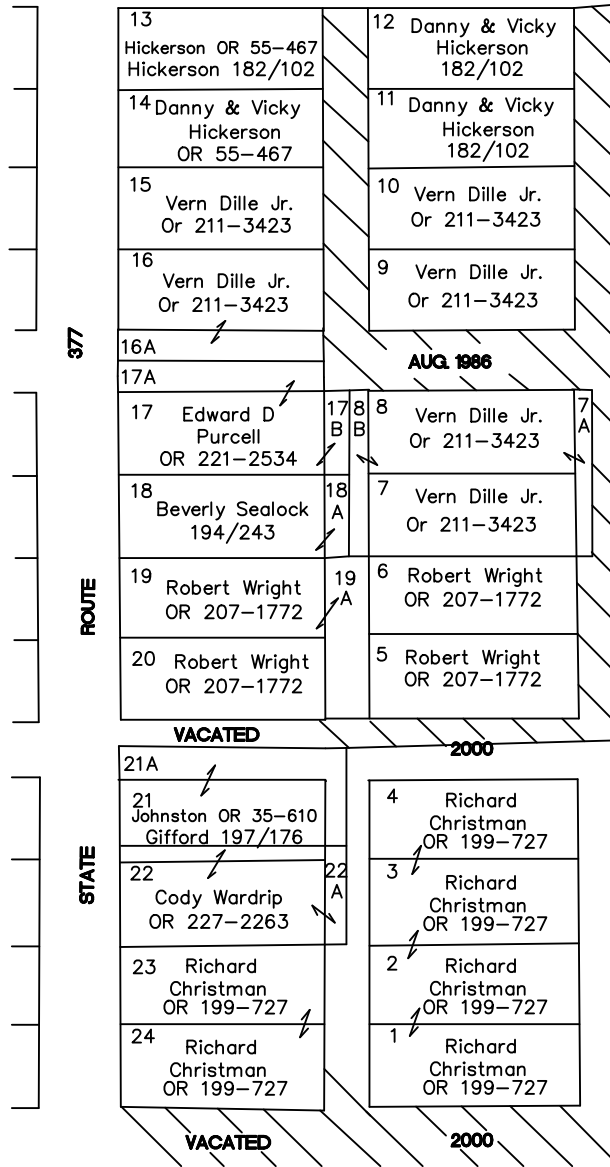 13
Hickerson OR 55-467
Hickerson 182/102
12 Danny & Vicky
Hickerson
182/102
14 Danny & Vicky
Hickerson
OR 55-467
11 Danny & Vicky
Hickerson
182/102
15
Vern Dille Jr.
Or 211-3423
10
Vern Dille Jr.
Or 211-3423
16
Vern Dille Jr.
Or 211-3423
9 Vern Dille Jr.
Or 211-3423
377
16A
AUG. 1986
17A
17 Edward D
Purcell
OR 221-2534
17
B
8
B
8 Vern Dille Jr.
Or 211-3423
7
A
18
Beverly Sealock
194/243
18
A
7 Vern Dille Jr.
Or 211-3423
ROUTE
19
Robert Wright
OR 207-1772
19
A
6 Robert Wright
OR 207-1772
20 Robert Wright
OR 207-1772
5 Robert Wright
OR 207-1772
VACATED
2000
21A
21
Johnston OR 35-610
Gifford 197/176
4 Richard
Christman
OR 199-727
STATE
22
Cody Wardrip
OR 227-2263
22
A
3
Richard
Christman
OR 199-727
23 Richard
Christman
OR 199-727
2 Richard
Christman
OR 199-727
24 Richard
Christman
OR 199-727
1 Richard
Christman
OR 199-727
VACATED
2000